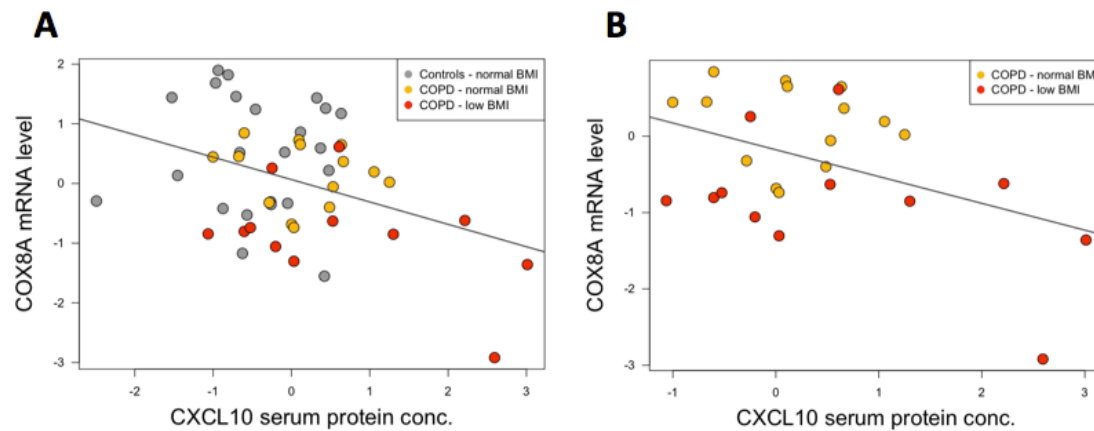 A
B
Controls - normal BMI
COPD - normal BMI
COPD - low BMI
COPD - normal BM
COPD - low BMI
COX8A mRNA level
2
1
0
-1
-2
-3
-2
-1
0
1
2
3
CXCL10 serum protein conc.
COX8A mRNA level
0
-1
-2
-3
-1
0
1
2
3
CXCL10 serum protein conc.